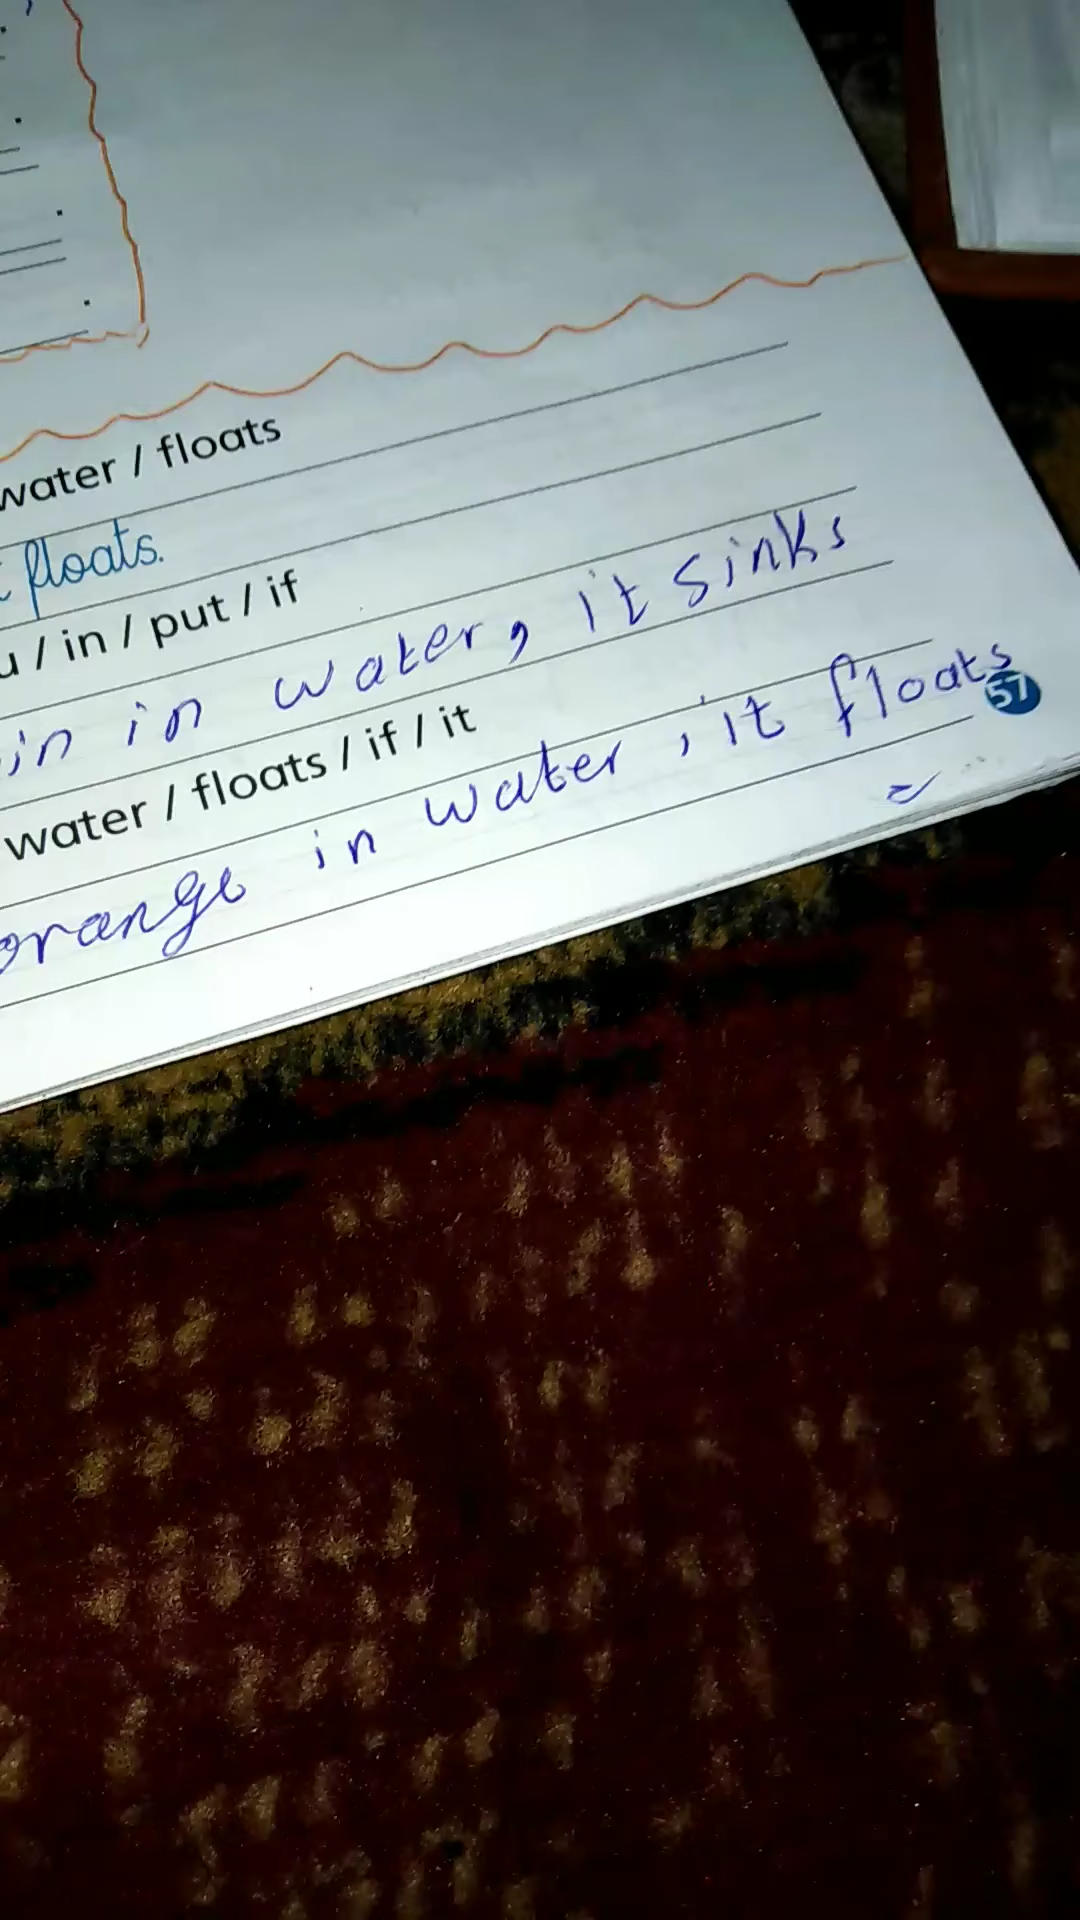 water / floats
floats.
/ in / put / if
in water, it sinks
water / floats / if / it
orange in water, it floats
57